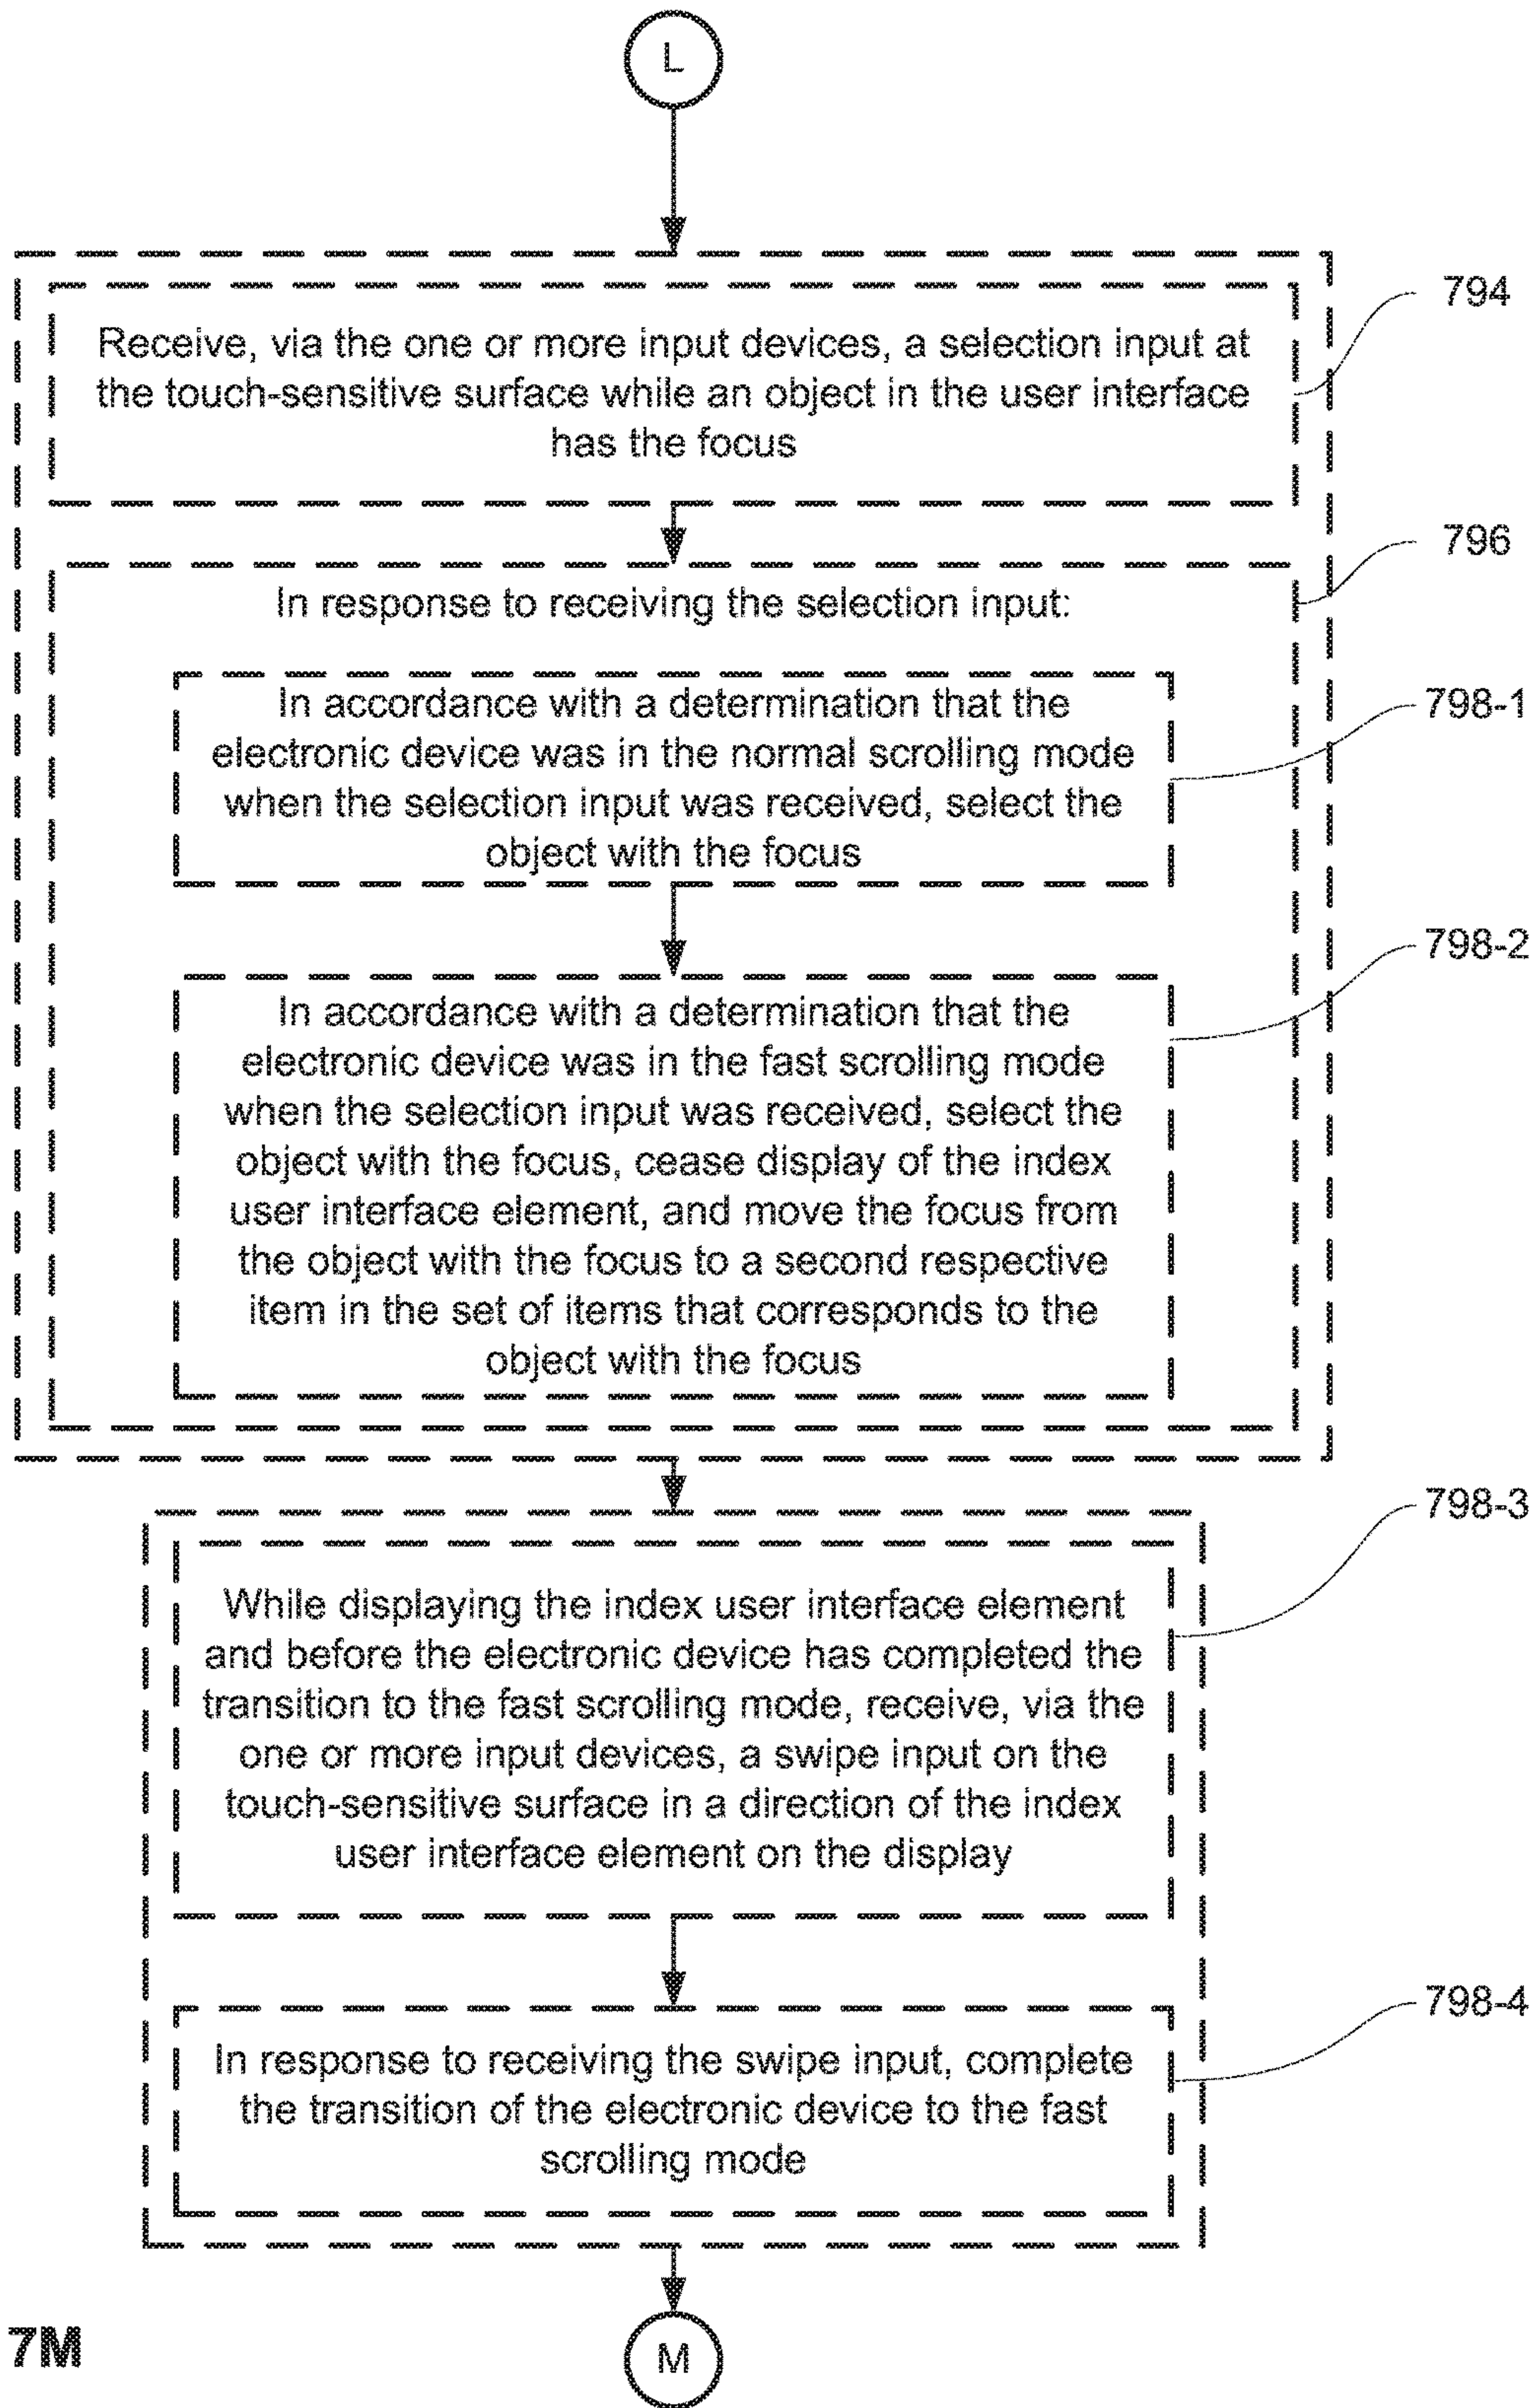 L
794
Receive, via the one or more input devices, a selection input at
the touch-sensitive surface while an object in the user interface
has the focus
796
In response to receiving the selection input:
798-1
In accordance with a determination that the
electronic device was in the normal scrolling mode
when the selection input was received, select the
object with the focus
798-2
In accordance with a determination that the
electronic device was in the fast scrolling mode
when the selection input was received, select the
object with the focus, cease display of the index
user interface element, and move the focus from
the object with the focus to a second respective
item in the set of items that corresponds to the
object with the focus
798-3
While displaying the index user interface element
and before the electronic device has completed the
transition to the fast scrolling mode, receive, via the
one or more input devices, a swipe input on the
touch-sensitive surface in a direction of the index
user interface element on the display
798-4
In response to receiving the swipe input, complete
the transition of the electronic device to the fast
scrolling mode
7M
M